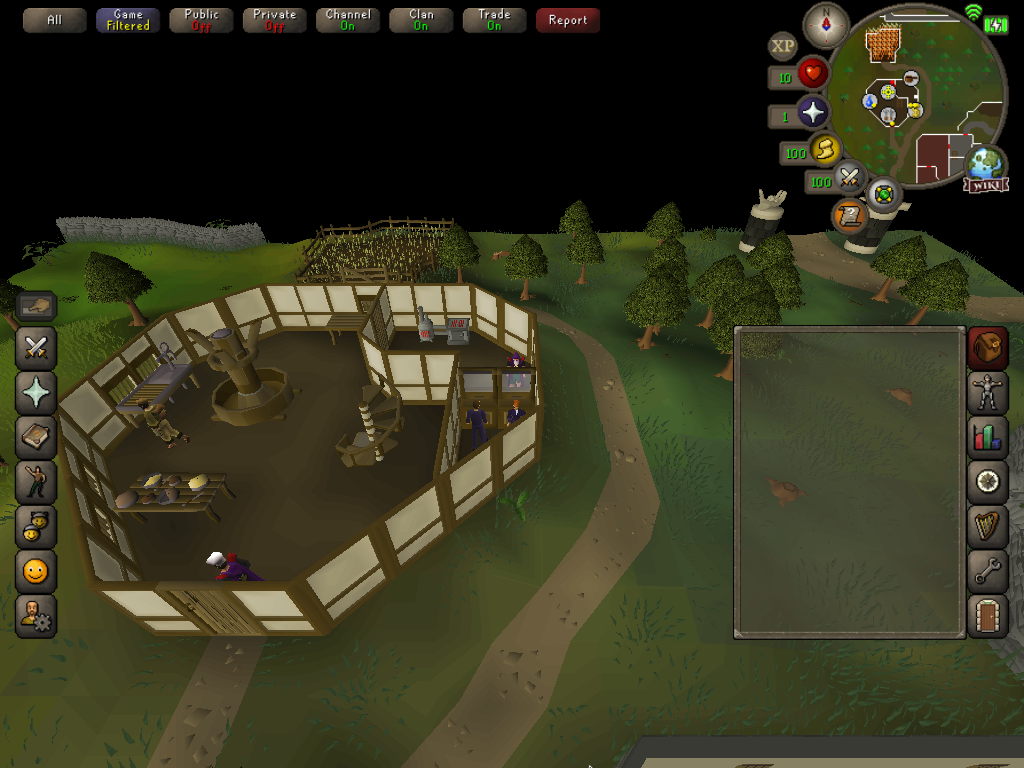 All
Game
Filtered
Public
Off
Private
Off
Channel
On
Clan
On
Trade
On
Report
N
XP
10
1
100
100
WIKI
?